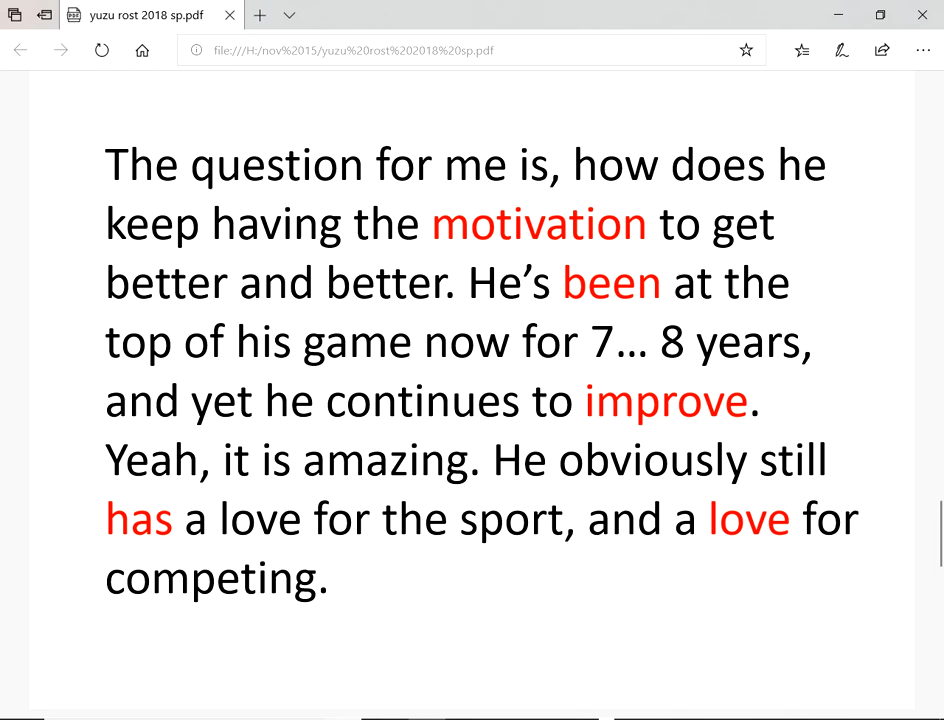 yuzu rost 2018 sp.pdf
file:///H:/nov%2015/yuzu%20rost%202018%20sp.pdf
The question for me is, how does he
keep having the motivation to get
better and better. He’s been at the
top of his game now for 7... 8 years,
and yet he continues to improve.
Yeah, it is amazing. He obviously still
has a love for the sport, and a love for
competing.